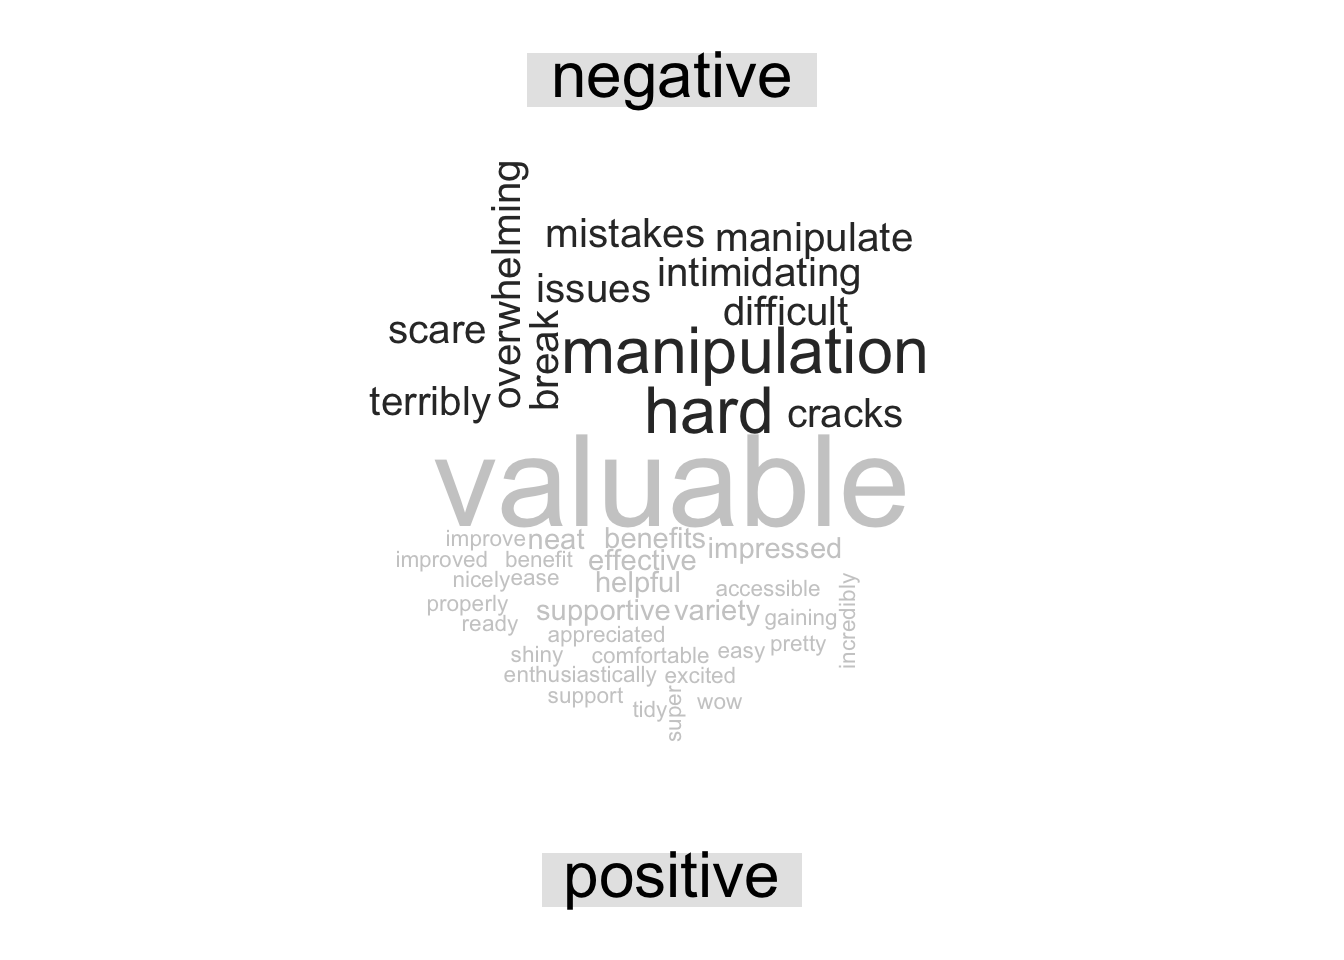 negative
overwhelming
mistakes manipulate
intimidating
issues
difficult
scare
break
manipulation
terribly
hard cracks
valuable
improve neat benefits impressed
improved benefit effective
nicely ease helpful accessible
properly supportive variety gaining incredibly
ready
appreciated
shiny comfortable easy pretty
enthusiastically excited
support
tidy super wow
positive